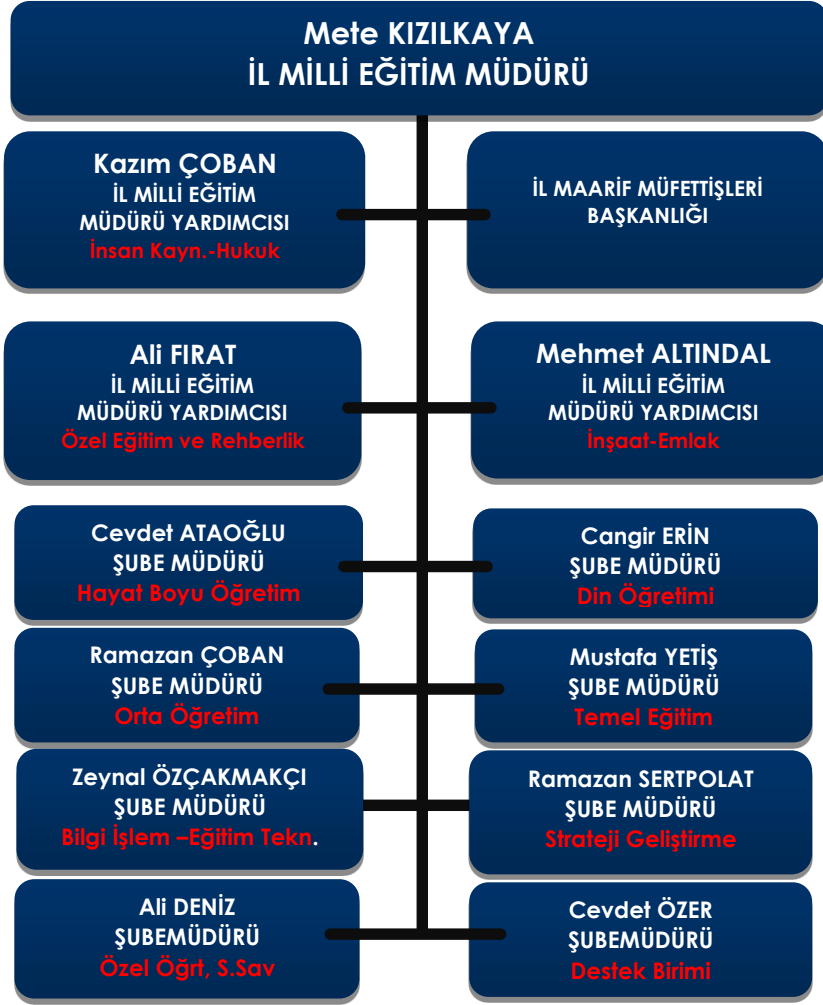 Mete KIZILKAYA
İL MİLLİ EĞİTİM MÜDÜRÜ
Kazım ÇOBAN
İL MİLLİ EĞİTİM
MÜDÜRÜ YARDIMCISI
İnsan Kayn.-Hukuk
İL MAARİF MÜFETTİŞLERİ
BAŞKANLIĞI
Ali FIRAT
İL MİLLİ EĞİTİM
MÜDÜRÜ YARDIMCISI
Özel Eğitim ve Rehberlik
Mehmet ALTINDAL
İL MİLLİ EĞİTİM
MÜDÜRÜ YARDIMCISI
İnşaat-Emlak
Cevdet ATAOĞLU
ŞUBE MÜDÜRÜ
Hayat Boyu Öğretim
Cangir ERİN
ŞUBE MÜDÜRÜ
Din Öğretimi
Ramazan ÇOBAN
ŞUBE MÜDÜRÜ
Orta Öğretim
Mustafa YETİŞ
ŞUBE MÜDÜRÜ
Temel Eğitim
Zeynal ÖZÇAKMAKÇI
ŞUBE MÜDÜRÜ
Bilgi İşlem –Eğitim Tekn.
Ramazan SERTPOLAT
ŞUBE MÜDÜRÜ
Strateji Geliştirme
Ali DENİZ
ŞUBEMÜDÜRÜ
Özel Öğrt, S.Sav
Cevdet ÖZER
ŞUBEMÜDÜRÜ
Destek Birimi